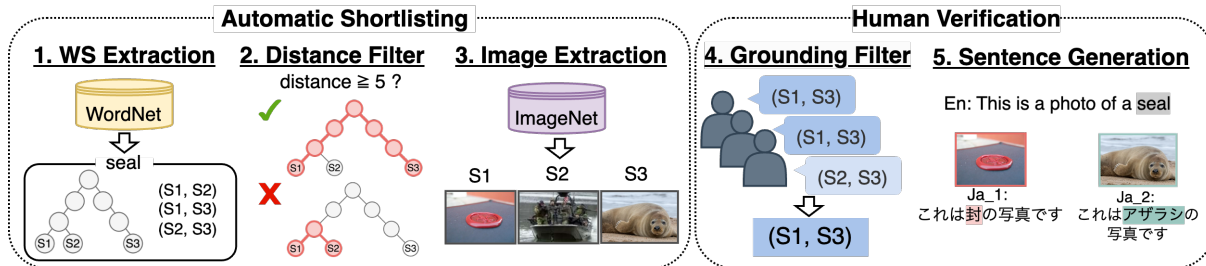 Automatic Shortlisting
Human Verification
1. WS Extraction
WordNet
seal
S1
S2
S3
(S1, S2)
(S1, S3)
(S2, S3)
2. Distance Filter
distance ≧ 5 ?
S1
S2
S3
S1
S2
S3
3. Image Extraction
ImageNet
S1
S2
S3
4. Grounding Filter
(S1, S3)
(S1, S3)
(S2, S3)
(S1, S3)
5. Sentence Generation
En: This is a photo of a seal
Ja_1:
これは封の写真です
Ja_2:
これはアザラシの
写真です